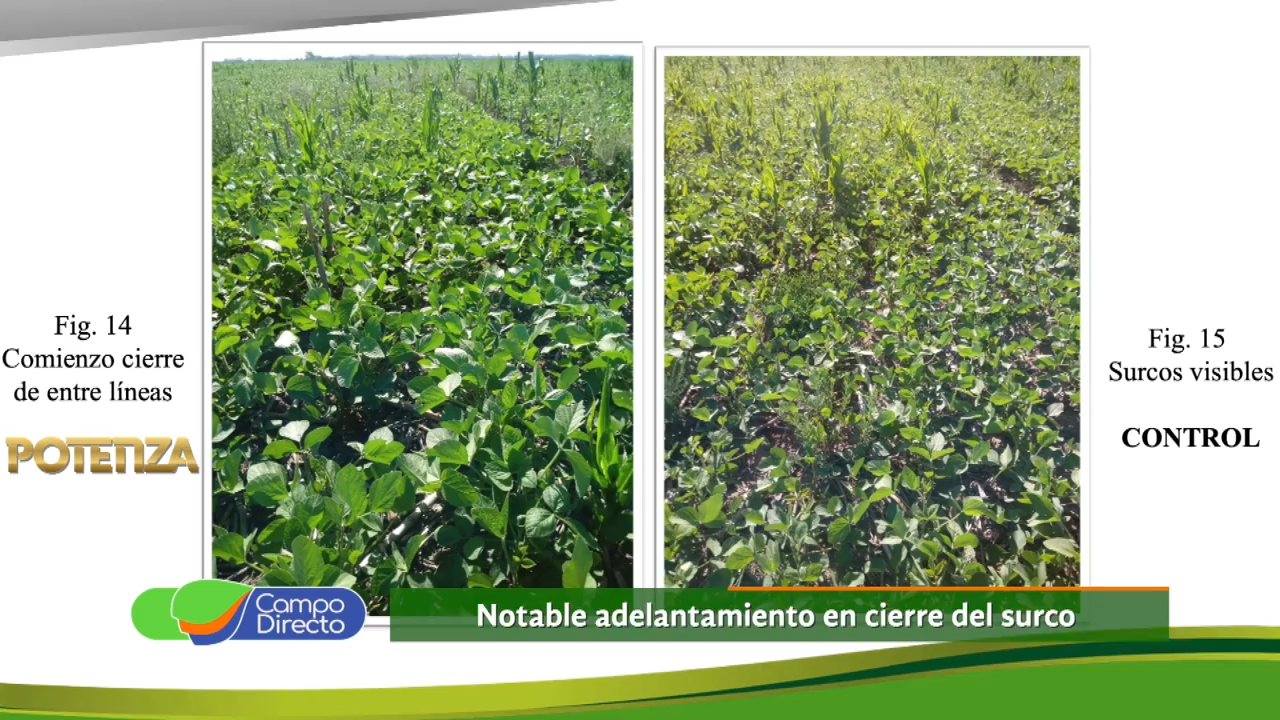 Fig. 14
Comienzo cierre
de entre líneas
POTENZA
Fig. 15
Surcos visibles
CONTROL
Campo
Directo
Notable adelantamiento en cierre del surco